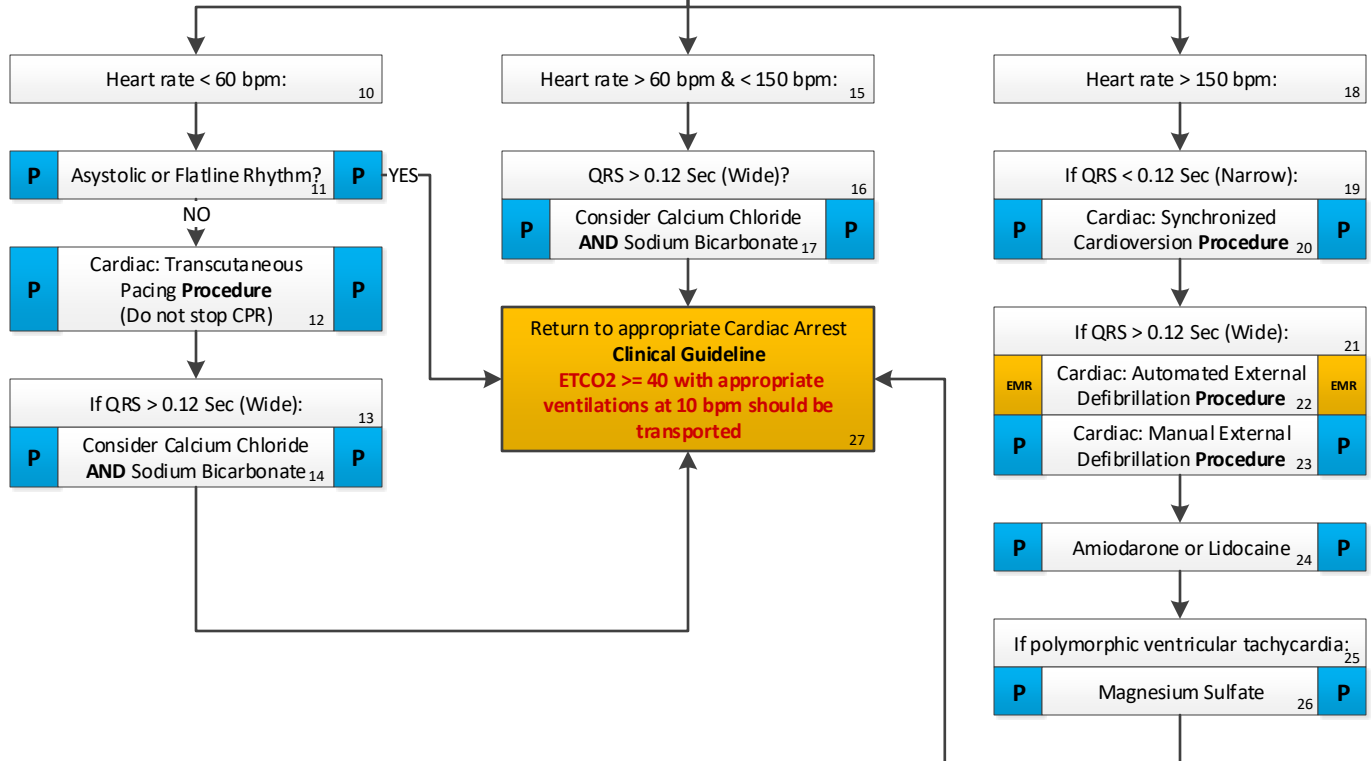 Heart rate < 60 bpm:
10
P
Asystolic or Flatline Rhythm?
11
P
YES
NO
P
Cardiac: Transcutaneous
Pacing Procedure
(Do not stop CPR)
12
P
If QRS > 0.12 Sec (Wide):
13
P
Consider Calcium Chloride
AND Sodium Bicarbonate
14
P
Heart rate > 60 bpm & < 150 bpm:
15
QRS > 0.12 Sec (Wide)?
16
P
Consider Calcium Chloride
AND Sodium Bicarbonate
17
P
Return to appropriate Cardiac Arrest
Clinical Guideline
ETCO2 >= 40 with appropriate
ventilations at 10 bpm should be
transported
27
Heart rate > 150 bpm:
18
If QRS < 0.12 Sec (Narrow):
19
P
Cardiac: Synchronized
Cardioversion Procedure
20
P
If QRS > 0.12 Sec (Wide):
21
EMR
Cardiac: Automated External
Defibrillation Procedure
22
EMR
P
Cardiac: Manual External
Defibrillation Procedure
23
P
P
Amiodarone or Lidocaine
24
P
If polymorphic ventricular tachycardia:
25
P
Magnesium Sulfate
26
P